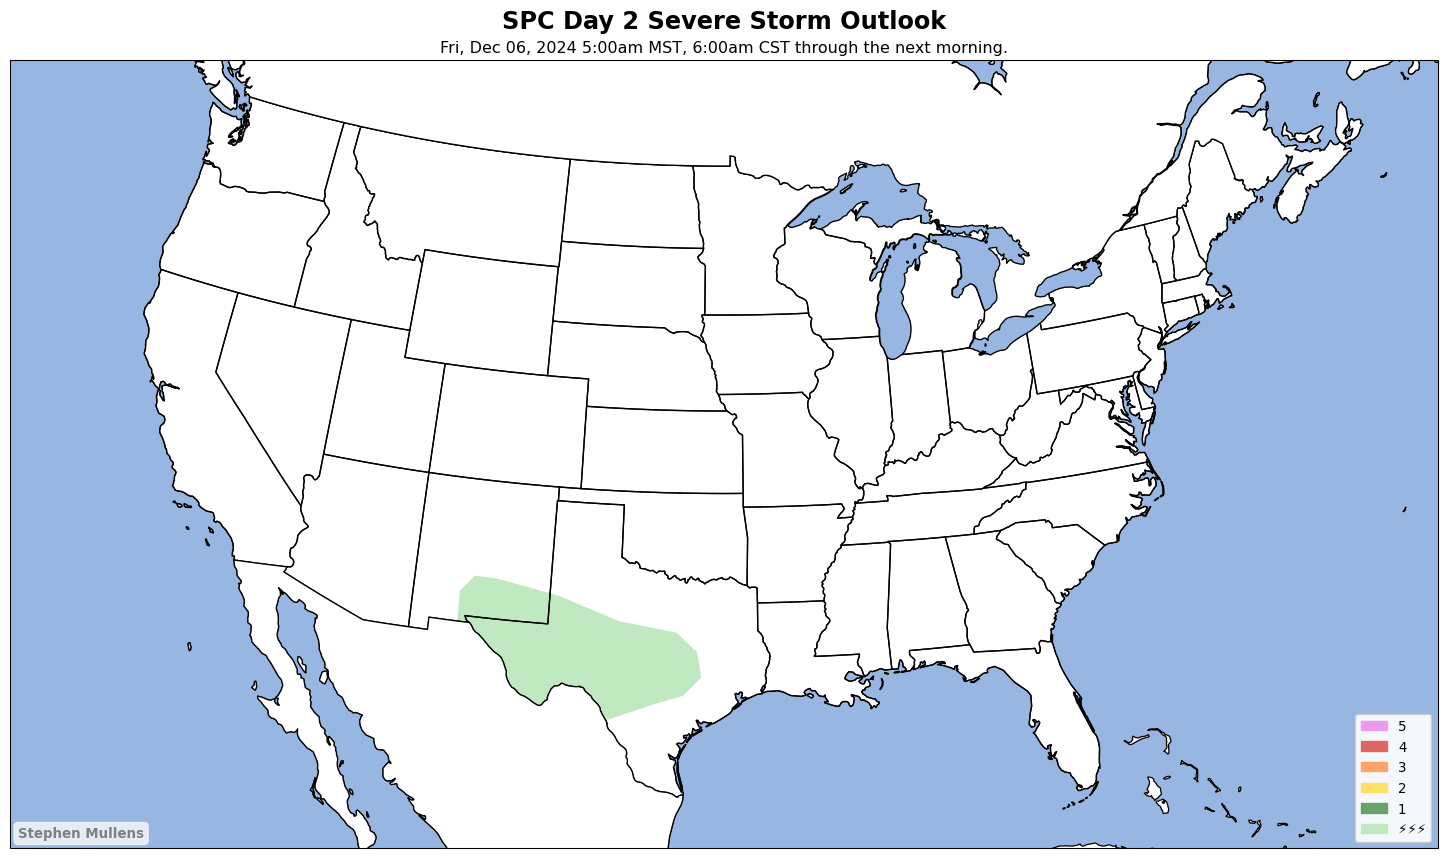 SPC Day 2 Severe Storm Outlook
Fri, Dec 06, 2024 5:00am MST, 6:00am CST through the next morning.
5
4
3
2
1
⚡⚡⚡
Stephen Mullens